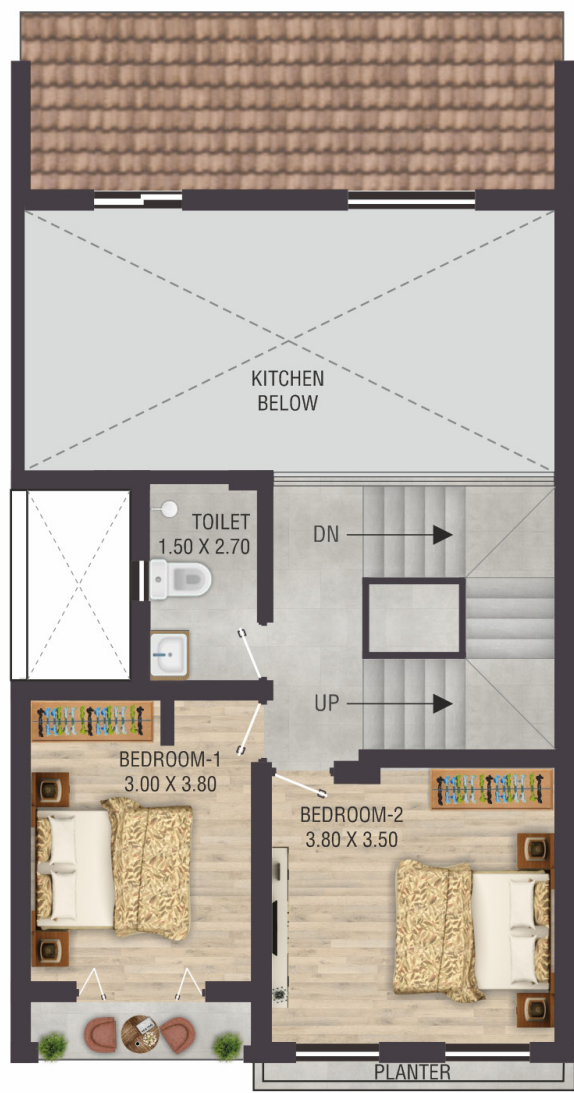 KITCHEN
BELOW
TOILET
1.50 X 2.70
DN
UP
BEDROOM-1
3.00 X 3.80
BEDROOM-2
3.80 X 3.50
PLANTER